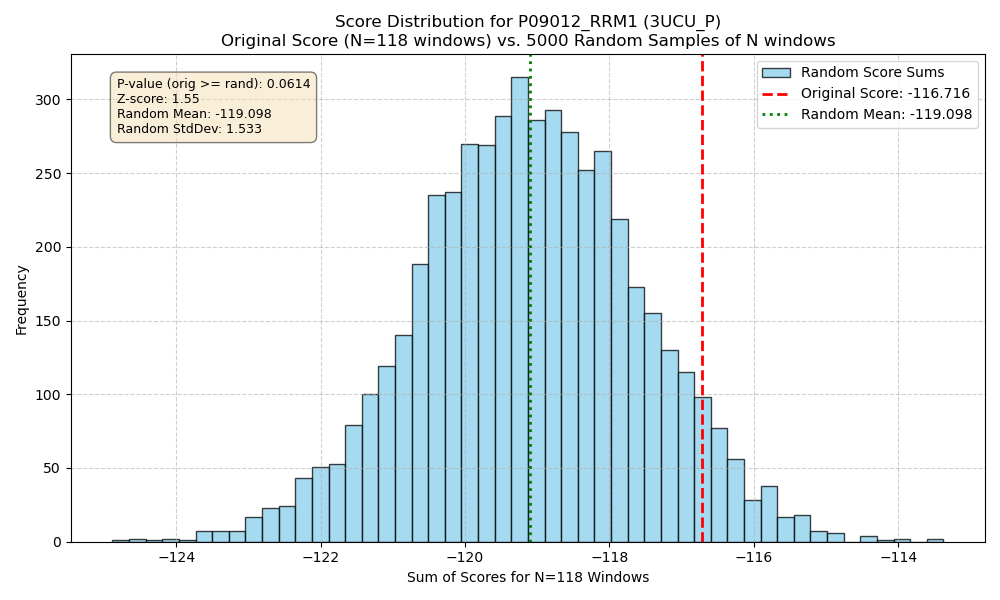 Score Distribution for P09012_RRM1 (3UCU_P)
Original Score (N=118 windows) vs. 5000 Random Samples of N windows
P-value (orig >= rand): 0.0614
Z-score: 1.55
Random Mean: -119.098
Random StdDev: 1.533
Random Score Sums
Original Score: -116.716
Random Mean: -119.098
Frequency
300
250
200
150
100
50
0
−124
−122
−120
−118
−116
−114
Sum of Scores for N=118 Windows